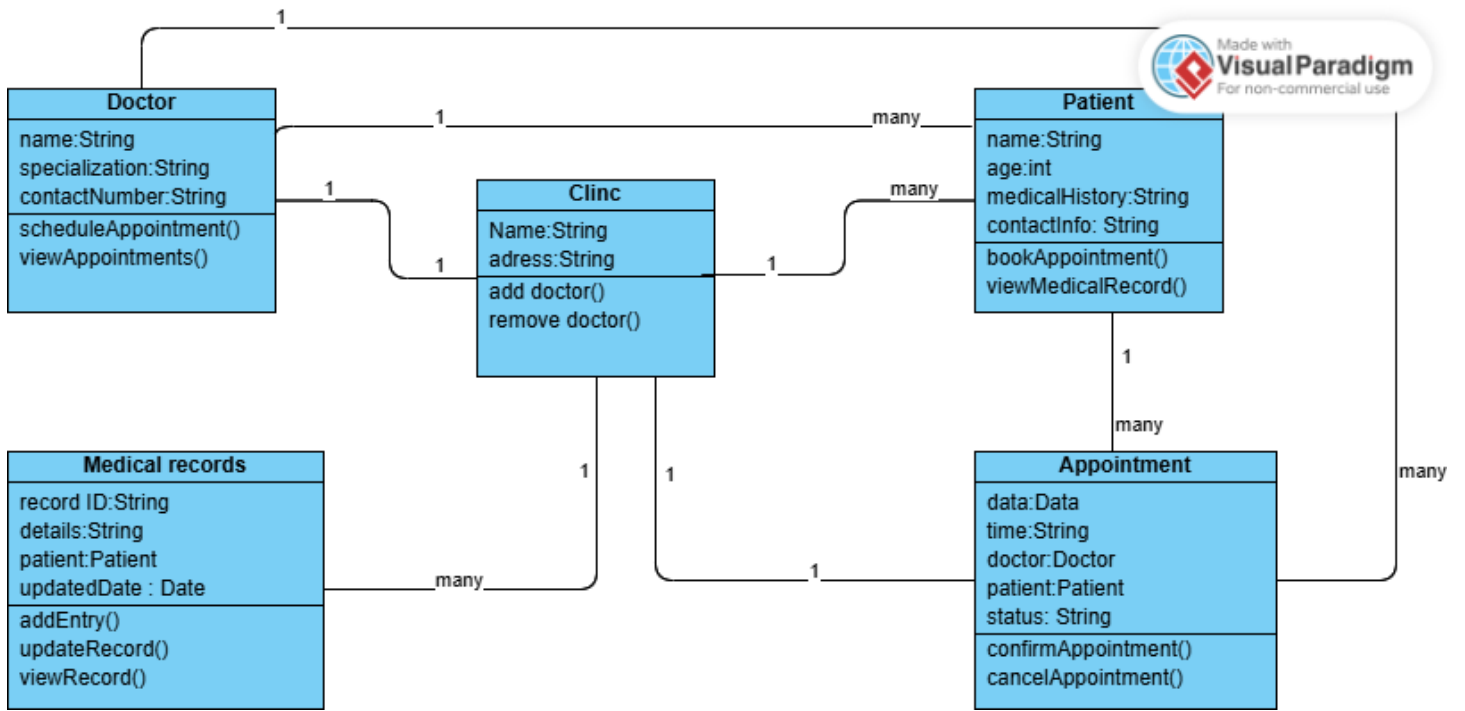 1
Made with
Visual Paradigm
For non-commercial use
Doctor
name:String
specialization:String
contactNumber:String
scheduleAppointment()
viewAppointments()
1
many
Patient
name:String
age:int
medicalHistory:String
contactInfo: String
bookAppointment()
viewMedicalRecord()
1
1
Clinc
Name:String
adress:String
add doctor()
remove doctor()
1
many
1
many
Medical records
record ID:String
details:String
patient:Patient
updatedDate : Date
addEntry()
updateRecord()
viewRecord()
many
1
1
1
Appointment
data:Data
time:String
doctor:Doctor
patient:Patient
status: String
confirmAppointment()
cancelAppointment()
many